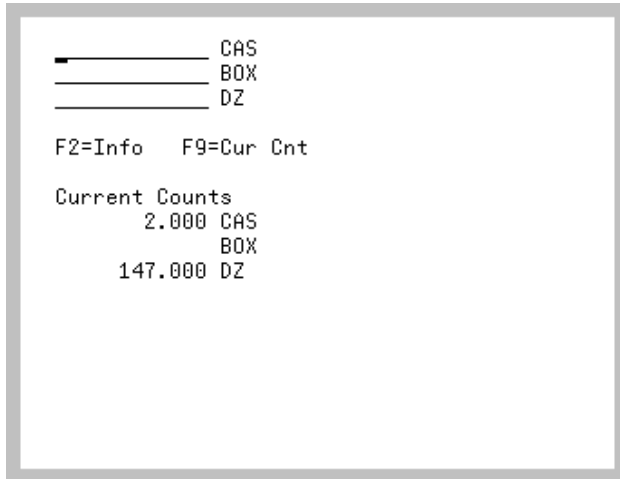 CAS
BOX
DZ
F2=Info F9=Cur Cnt
Current Counts
2.000 CAS
BOX
147.000 DZ